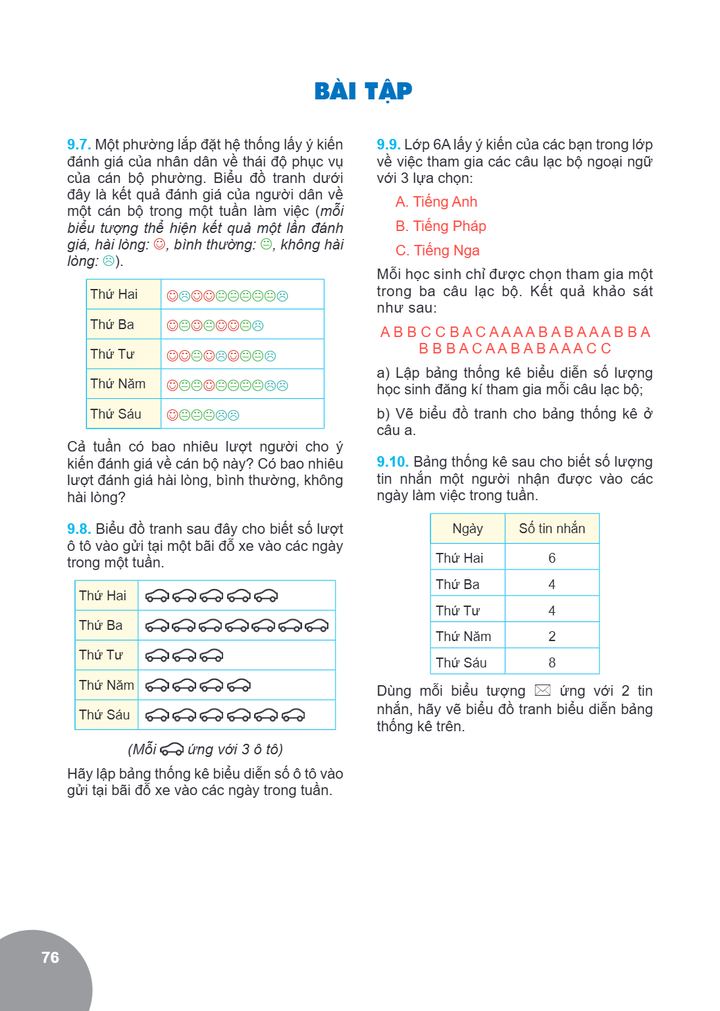 BÀI TẬP
9.7. Một phường lắp đặt hệ thống lấy ý kiến
đánh giá của nhân dân về thái độ phục vụ
của cán bộ phường. Biểu đồ tranh dưới
đây là kết quả đánh giá của người dân về
một cán bộ trong một tuần làm việc (mỗi
biểu tượng thể hiện kết quả một lần đánh
giá, hài lòng: ☺, bình thường: 😐, không hài
lòng: ☹).
Thứ Hai
Thứ Ba
Thứ Tư
Thứ Năm
Thứ Sáu
Cả tuần có bao nhiêu lượt người cho ý
kiến đánh giá về cán bộ này? Có bao nhiêu
lượt đánh giá hài lòng, bình thường, không
hài lòng?
9.8. Biểu đồ tranh sau đây cho biết số lượt
ô tô vào gửi tại một bãi đỗ xe vào các ngày
trong một tuần.
Thứ Hai
Thứ Ba
Thứ Tư
Thứ Năm
Thứ Sáu
(Mỗi 🚗 ứng với 3 ô tô)
Hãy lập bảng thống kê biểu diễn số ô tô vào
gửi tại bãi đỗ xe vào các ngày trong tuần.
9.9. Lớp 6A lấy ý kiến của các bạn trong lớp
về việc tham gia các câu lạc bộ ngoại ngữ
với 3 lựa chọn:
A. Tiếng Anh
B. Tiếng Pháp
C. Tiếng Nga
Mỗi học sinh chỉ được chọn tham gia một
trong ba câu lạc bộ. Kết quả khảo sát
như sau:
A B B C C B A C A A A A B A B A A A B B A
B B B A C A A B A B A A A C C
a) Lập bảng thống kê biểu diễn số lượng
học sinh đăng kí tham gia mỗi câu lạc bộ;
b) Vẽ biểu đồ tranh cho bảng thống kê ở
câu a.
9.10. Bảng thống kê sau cho biết số lượng
tin nhắn một người nhận được vào các
ngày làm việc trong tuần.
Ngày Số tin nhắn
Thứ Hai 6
Thứ Ba 4
Thứ Tư 4
Thứ Năm 2
Thứ Sáu 8
Dùng mỗi biểu tượng ✉ ứng với 2 tin
nhắn, hãy vẽ biểu đồ tranh biểu diễn bảng
thống kê trên.
76